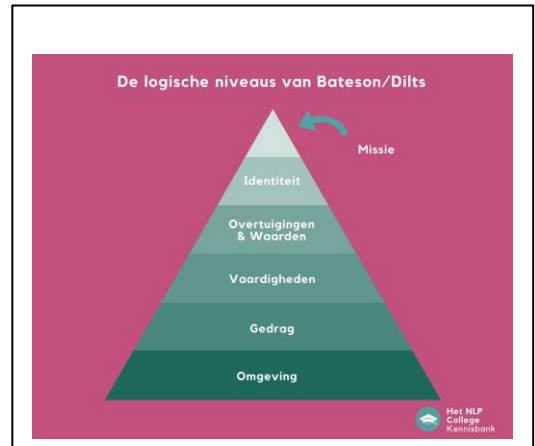 De logische niveaus van Bateson/Dilts
Missie
Identiteit
Overtuigingen
& Waarden
Vaardigheden
Gedrag
Omgeving
Het NLP
College
Kennisbank